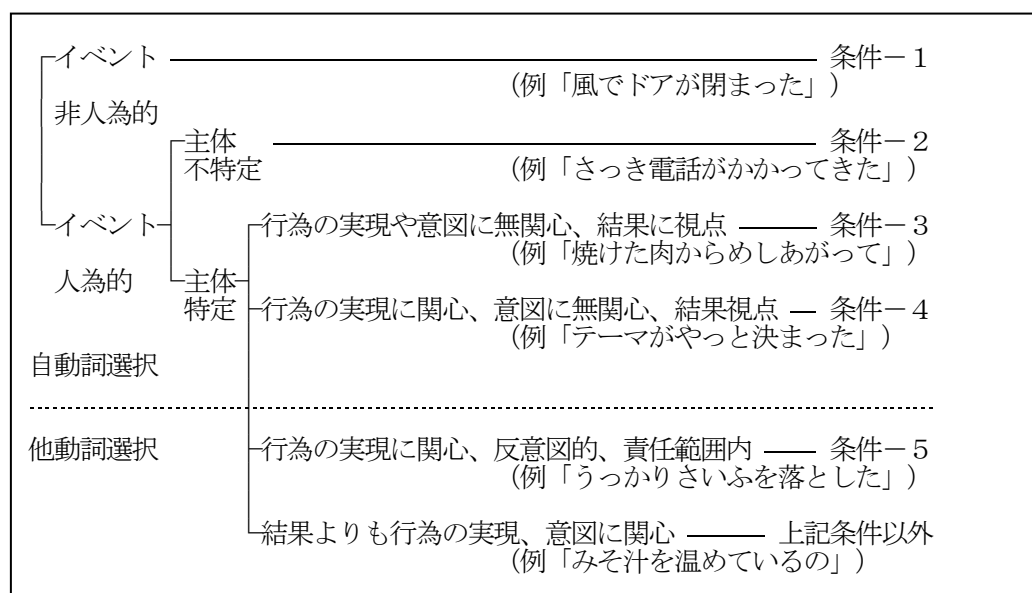 イベント 条件－1
(例「風でドアが閉まった」)
非人為的
主体 条件－2
不特定 (例「さっき電話がかかってきた」)
イベント 行為の実現や意図に無関心、結果に視点 条件－3
(例「焼けた肉からめしあがって」)
人為的 主体
特定 行為の実現に関心、意図に無関心、結果視点 条件－4
(例「テーマがやっと決まった」)
自動詞選択
他動詞選択 行為の実現に関心、反意図的、責任範囲内 条件－5
(例「うっかりさいふを落とした」)
結果よりも行為の実現、意図に関心 上記条件以外
(例「みそ汁を温めているの」)